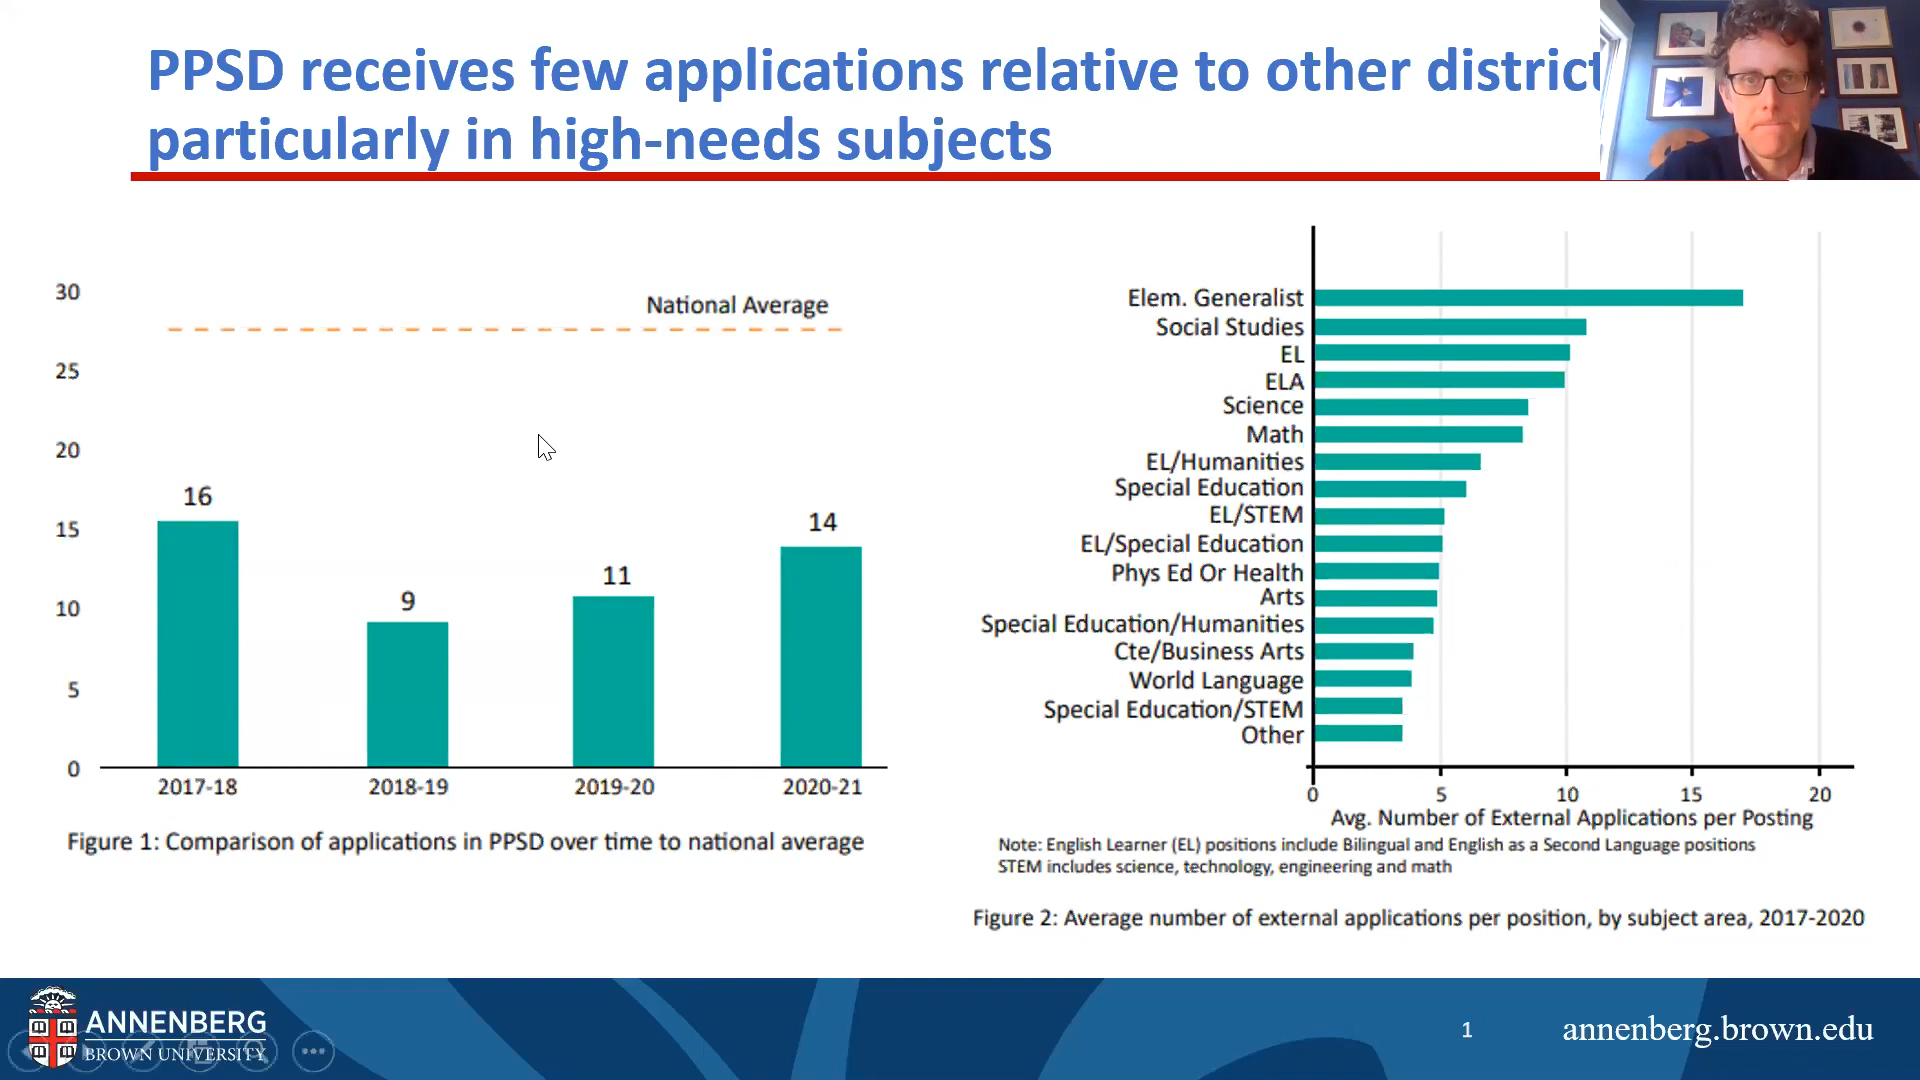 PPSD receives few applications relative to other district
particularly in high-needs subjects
30
25
20
15
10
5
0
National Average
16
9
11
14
2017-18
2018-19
2019-20
2020-21
Figure 1: Comparison of applications in PPSD over time to national average
Elem. Generalist
Social Studies
EL
ELA
Science
Math
EL/Humanities
Special Education
EL/STEM
EL/Special Education
Phys Ed Or Health
Arts
Special Education/Humanities
Cte/Business Arts
World Language
Special Education/STEM
Other
0 5 10 15 20
Avg. Number of External Applications per Posting
Note: English Learner (EL) positions include Bilingual and English as a Second Language positions
STEM includes science, technology, engineering and math
Figure 2: Average number of external applications per position, by subject area, 2017-2020
ANNENBERG
BROWN UNIVERSITY
1
annenberg.brown.edu